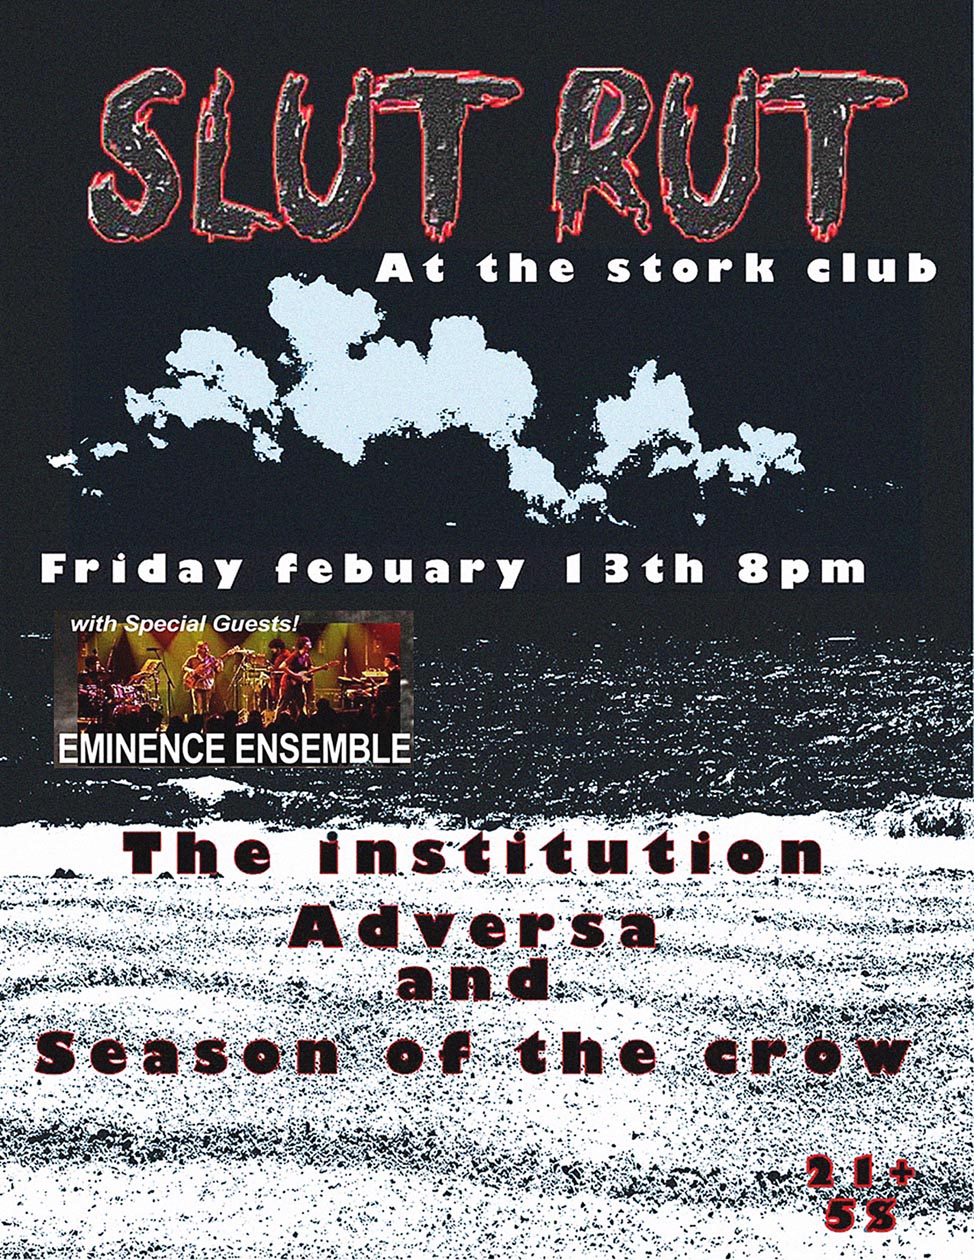 SLUT RUT
At the stork club
Friday febuary 13th 8pm
with Special Guests!
EMINENCE ENSEMBLE
The institution
Adversa
and
Season of the crow
21+
5$